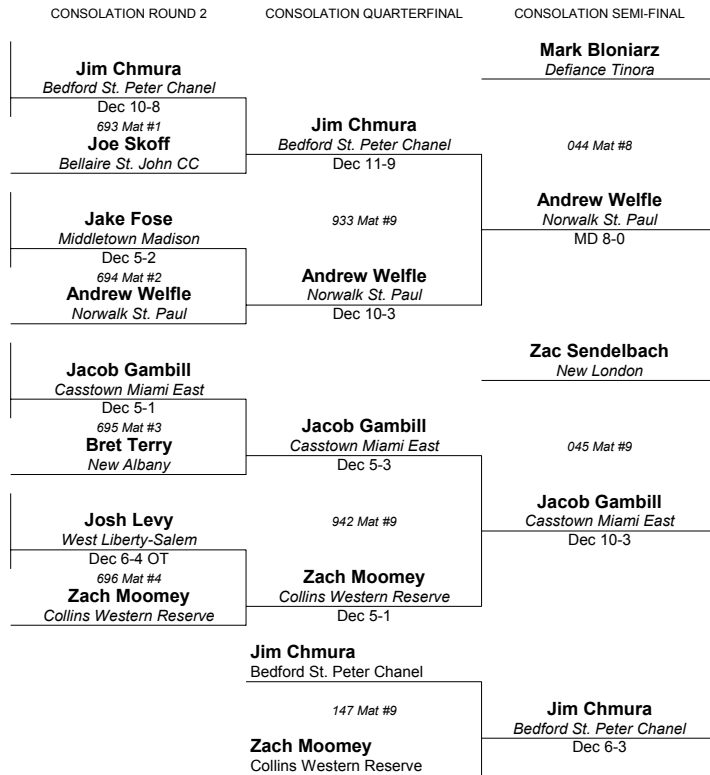 CONSOLATION ROUND 2
CONSOLATION QUARTERFINAL
CONSOLATION SEMI-FINAL
Jim Chmura
Bedford St. Peter Chanel
Dec 10-8
693 Mat #1
Joe Skoff
Bellaire St. John CC
Jake Fose
Middletown Madison
Dec 5-2
694 Mat #2
Andrew Welfle
Norwalk St. Paul
Jacob Gambill
Casstown Miami East
Dec 5-1
695 Mat #3
Bret Terry
New Albany
Josh Levy
West Liberty-Salem
Dec 6-4 OT
696 Mat #4
Zach Moomey
Collins Western Reserve
Jim Chmura
Bedford St. Peter Chanel
Dec 11-9
933 Mat #9
Andrew Welfle
Norwalk St. Paul
Dec 10-3
Jacob Gambill
Casstown Miami East
Dec 5-3
942 Mat #9
Zach Moomey
Collins Western Reserve
Dec 5-1
Mark Bloniarz
Defiance Tinora
044 Mat #8
Andrew Welfle
Norwalk St. Paul
MD 8-0
Zac Sendelbach
New London
045 Mat #9
Jacob Gambill
Casstown Miami East
Dec 10-3
Jim Chmura
Bedford St. Peter Chanel
147 Mat #9
Zach Moomey
Collins Western Reserve
Jim Chmura
Bedford St. Peter Chanel
Dec 6-3